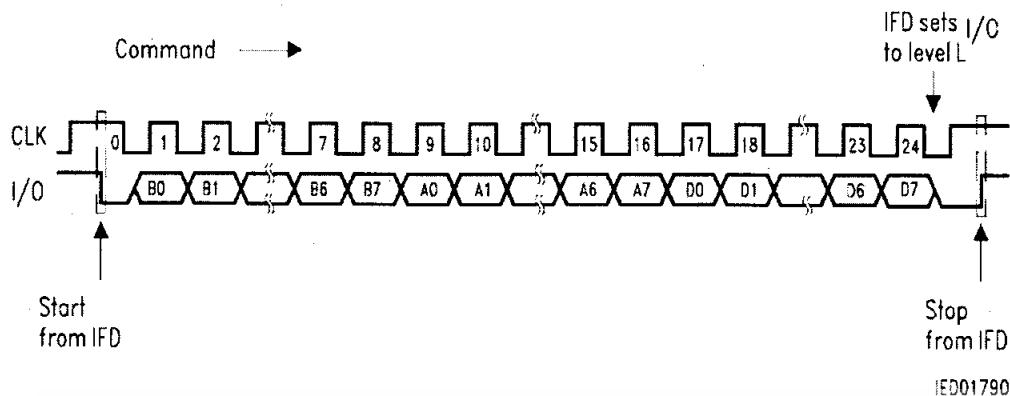 Command
IFD sets I/O
to level L
CLK 0 1 2 7 8 9 10 15 16 17 18 23 24
I/O B0 B1 B6 B7 A0 A1 A6 A7 D0 D1 D6 D7
Start
from IFD
Stop
from IFD
IED01790